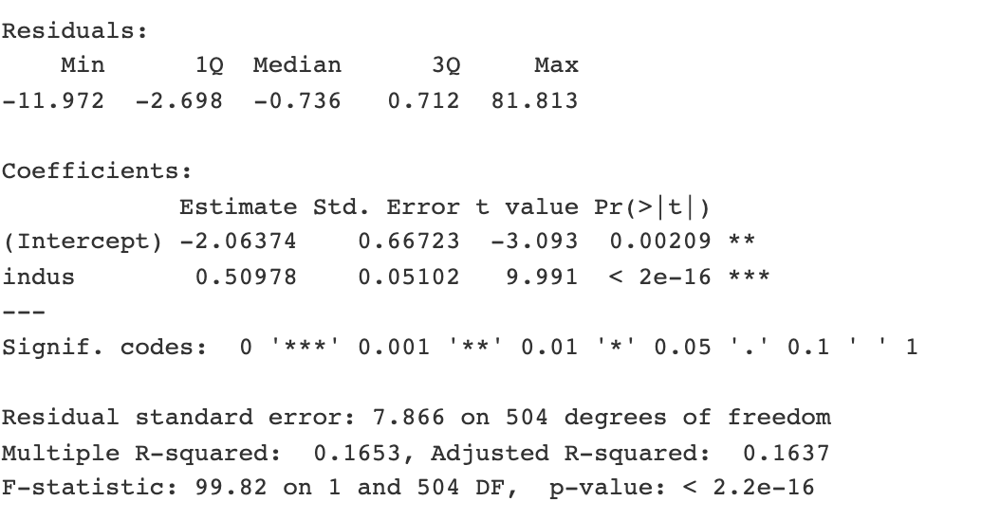 Residuals:
    Min      1Q  Median      3Q     Max
-11.972  -2.698  -0.736   0.712  81.813

Coefficients:
            Estimate Std. Error t value Pr(>|t|)
(Intercept) -2.06374    0.66723  -3.093  0.00209 **
indus        0.50978    0.05102   9.991  < 2e-16 ***
---
Signif. codes:  0 '***' 0.001 '**' 0.01 '*' 0.05 '.' 0.1 ' ' 1

Residual standard error: 7.866 on 504 degrees of freedom
Multiple R-squared:  0.1653, Adjusted R-squared:  0.1637
F-statistic: 99.82 on 1 and 504 DF,  p-value: < 2.2e-16